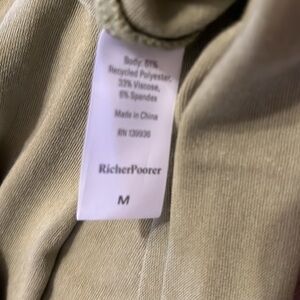 Body: 61%
Recycled Polyester,
33% Viscose,
6% Spandex
Made in China
RN 139936
RicherPoorer
M